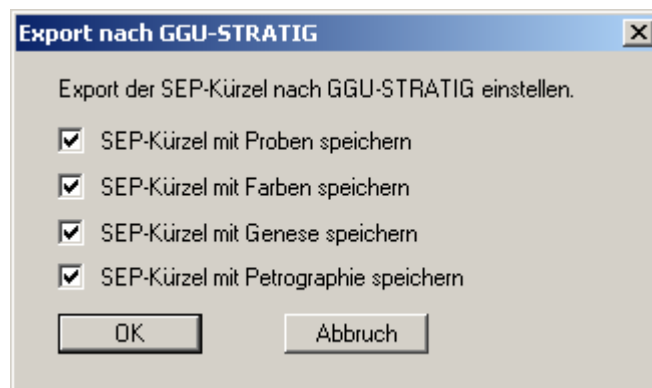 Export nach GGU-STRATIG
Export der SEP-Kürzel nach GGU-STRATIG einstellen.
SEP-Kürzel mit Proben speichern
SEP-Kürzel mit Farben speichern
SEP-Kürzel mit Genese speichern
SEP-Kürzel mit Petrographie speichern
OK Abbruch